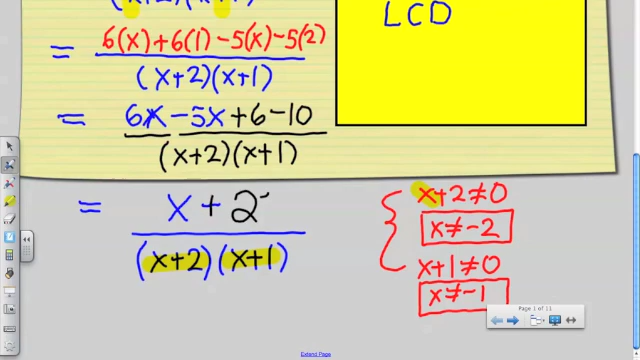 LCD
= 6(x)+6(1)-5(x)-5(2)
(x+2)(x+1)
= 6x-5x+6-10
(x+2)(x+1)
= x+2
(x+2)(x+1)
x+2≠0
x≠-2
x+1≠0
x≠-1
Page 1 of 11
Extend Page